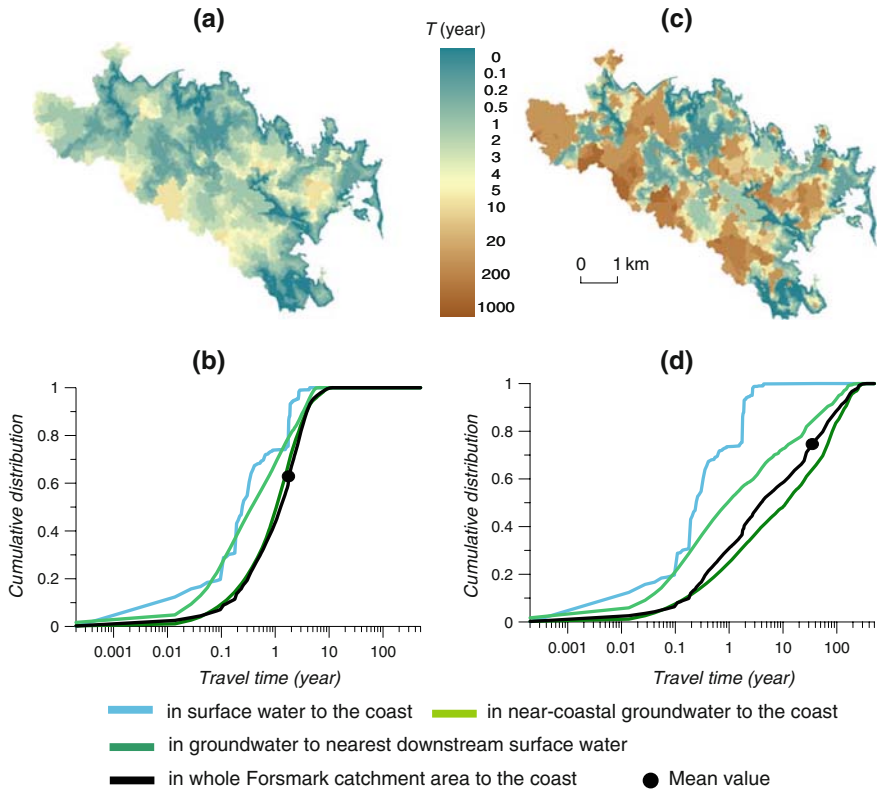 (a)
T (year)
(c)
0
0.1
0.2
0.5
1
2
3
4
5
10
20
200
1000
0 1 km
(b)
(d)
Cumulative distribution
1
0.8
0.6
0.4
0.2
0
0.001 0.01 0.1 1 10 100
Travel time (year)
Cumulative distribution
1
0.8
0.6
0.4
0.2
0
0.001 0.01 0.1 1 10 100
Travel time (year)
in surface water to the coast
in near-coastal groundwater to the coast
in groundwater to nearest downstream surface water
in whole Forsmark catchment area to the coast
Mean value